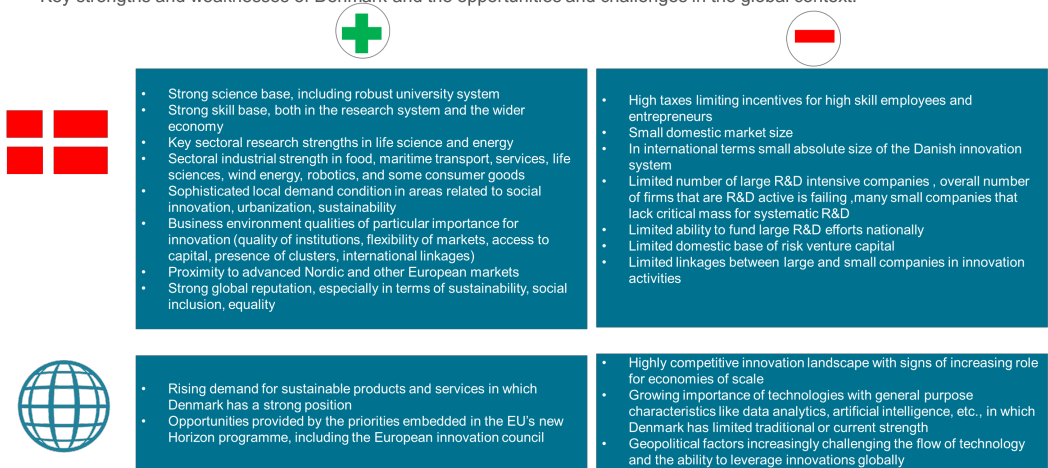 Key strengths and weaknesses of Denmark and the opportunities and challenges in the global context.
• Strong science base, including robust university system
• Strong skill base, both in the research system and the wider
economy
• Key sectoral research strengths in life science and energy
• Sectoral industrial strength in food, maritime transport, services, life
sciences, wind energy, robotics, and some consumer goods
• Sophisticated local demand condition in areas related to social
innovation, urbanization, sustainability
• Business environment qualities of particular importance for
innovation (quality of institutions, flexibility of markets, access to
capital, presence of clusters, international linkages)
• Proximity to advanced Nordic and other European markets
• Strong global reputation, especially in terms of sustainability, social
inclusion, equality
• High taxes limiting incentives for high skill employees and
entrepreneurs
• Small domestic market size
• In international terms small absolute size of the Danish innovation
system
• Limited number of large R&D intensive companies , overall number
of firms that are R&D active is failing ,many small companies that
lack critical mass for systematic R&D
• Limited ability to fund large R&D efforts nationally
• Limited domestic base of risk venture capital
• Limited linkages between large and small companies in innovation
activities
• Rising demand for sustainable products and services in which
Denmark has a strong position
• Opportunities provided by the priorities embedded in the EU's new
Horizon programme, including the European innovation council
• Highly competitive innovation landscape with signs of increasing role
for economies of scale
• Growing importance of technologies with general purpose
characteristics like data analytics, artificial intelligence, etc., in which
Denmark has limited traditional or current strength
• Geopolitical factors increasingly challenging the flow of technology
and the ability to leverage innovations globally